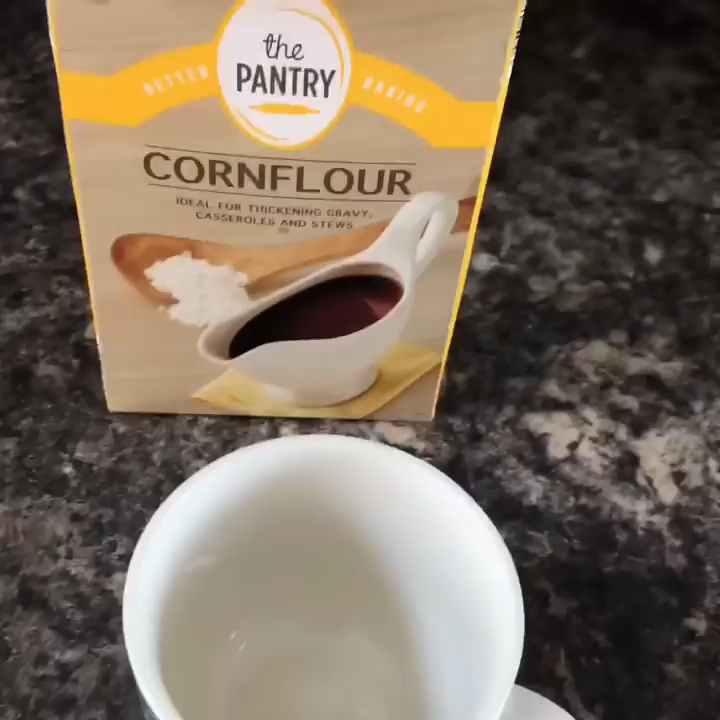 the
PANTRY
BETTER BAKING
CORNFLOUR
IDEAL FOR THICKENING GRAVY,
CASSEROLES AND STEWS